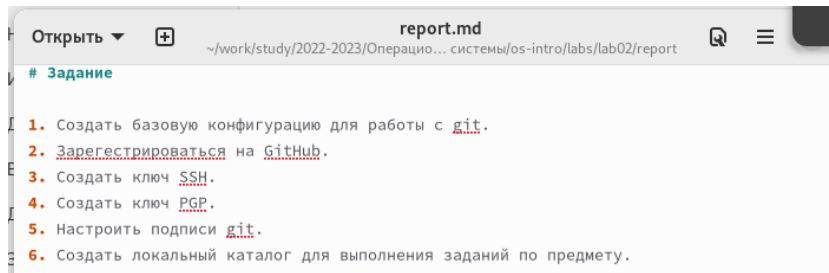 Открыть
report.md
~/work/study/2022-2023/Операцио… системы/os-intro/labs/lab02/report
# Задание
1. Создать базовую конфигурацию для работы с git.
2. Зарегестрироваться на GitHub.
3. Создать ключ SSH.
4. Создать ключ PGP.
5. Настроить подписи git.
6. Создать локальный каталог для выполнения заданий по предмету.